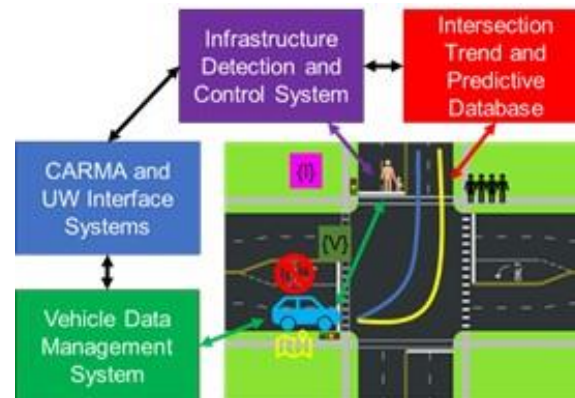 Infrastructure
Detection and
Control System
Intersection
Trend and
Predictive
Database
CARMA and
UW Interface
Systems
{I}
{V}
Vehicle Data
Management
System